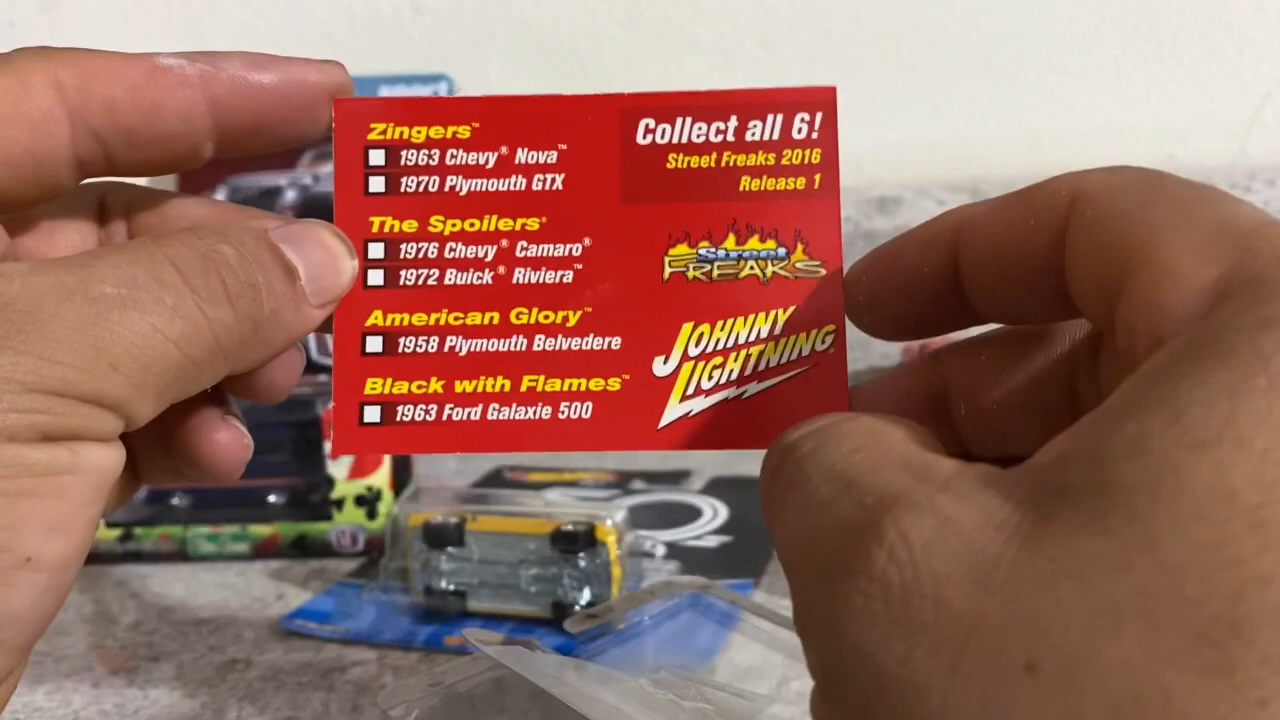 Zingers™
1963 Chevy® Nova™
1970 Plymouth GTX
The Spoilers®
1976 Chevy® Camaro®
1972 Buick® Riviera™
American Glory™
1958 Plymouth Belvedere
Black with Flames™
1963 Ford Galaxie 500
Collect all 6!
Street Freaks 2016
Release 1
Street
FREAKS
JOHNNY
LIGHTNING